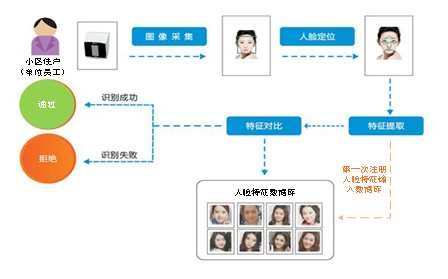 图像采集
人脸定位
小区住户
（单位员工）
通过
识别成功
特征对比
特征提取
拒绝
识别失败
第一次注册
人脸特征输
入数据库
人脸特征数据库